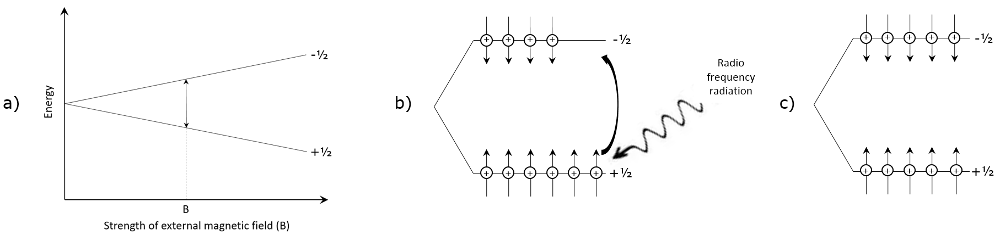 a)
Energy
-½
+½
B
Strength of external magnetic field (B)
b)
+ + + +
-½
Radio
frequency
radiation
+ + + + + +
+½
c)
+ + + + +
-½
+ + + + +
+½